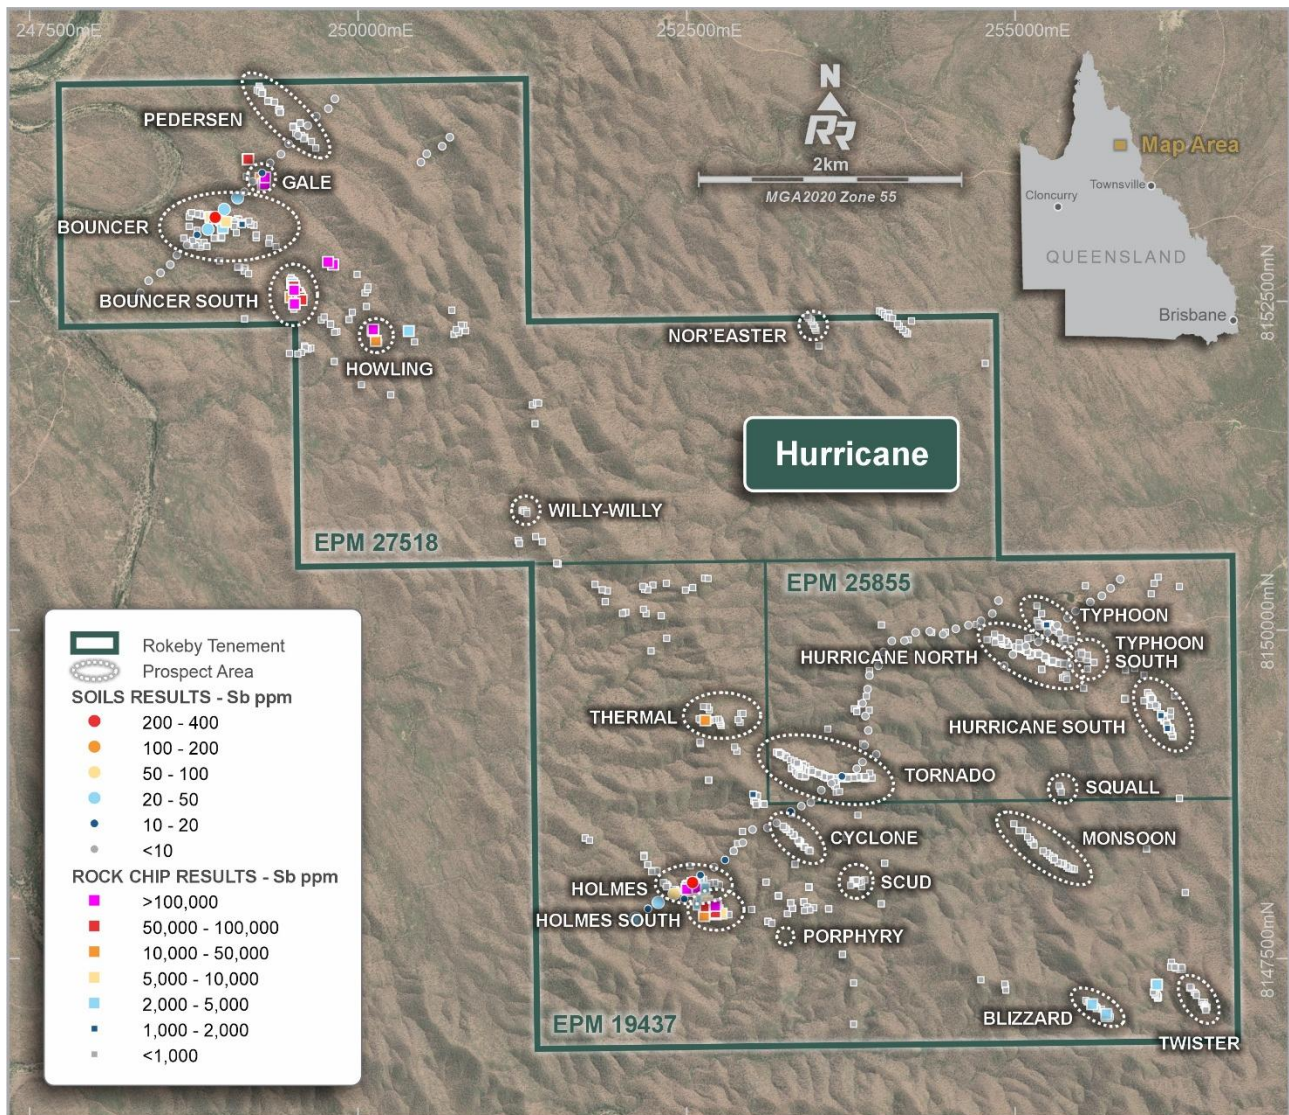 247500mE
250000mE
252500mE
255000mE
N
RR
2km
MGA2020 Zone 55
Map Area
Cloncurry
Townsville
QUEENSLAND
Brisbane
8152500mN
8150000mN
8147500mN
PEDERSEN
GALE
BOUNCER
BOUNCER SOUTH
HOWLING
NOR'EASTER
Hurricane
WILLY-WILLY
EPM 27518
EPM 25855
TYPHOON
TYPHOON
SOUTH
HURRICANE NORTH
HURRICANE SOUTH
THERMAL
TORNADO
SQUALL
CYCLONE
MONSOON
HOLMES
SCUD
HOLMES SOUTH
PORPHYRY
BLIZZARD
TWISTER
EPM 19437
Rokeby Tenement
Prospect Area
SOILS RESULTS - Sb ppm
200 - 400
100 - 200
50 - 100
20 - 50
10 - 20
<10
ROCK CHIP RESULTS - Sb ppm
>100,000
50,000 - 100,000
10,000 - 50,000
5,000 - 10,000
2,000 - 5,000
1,000 - 2,000
<1,000